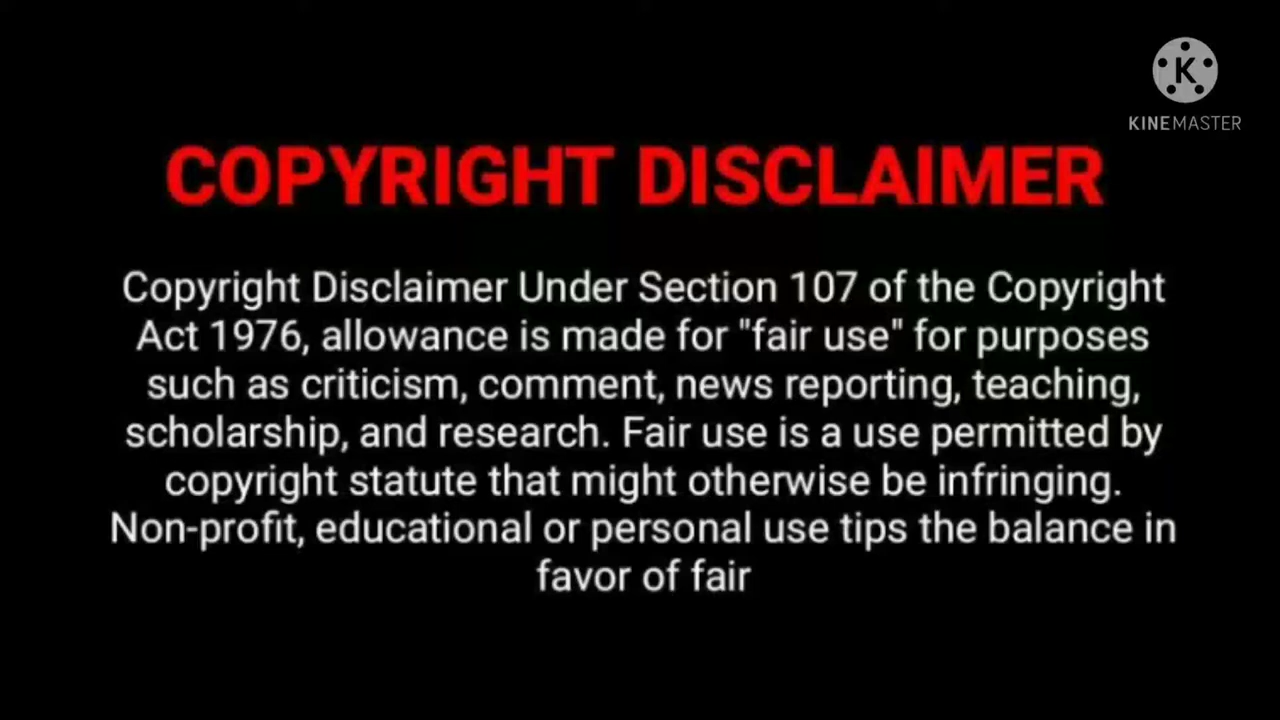 K
KINEMASTER
COPYRIGHT DISCLAIMER
Copyright Disclaimer Under Section 107 of the Copyright
Act 1976, allowance is made for "fair use" for purposes
such as criticism, comment, news reporting, teaching,
scholarship, and research. Fair use is a use permitted by
copyright statute that might otherwise be infringing.
Non-profit, educational or personal use tips the balance in
favor of fair